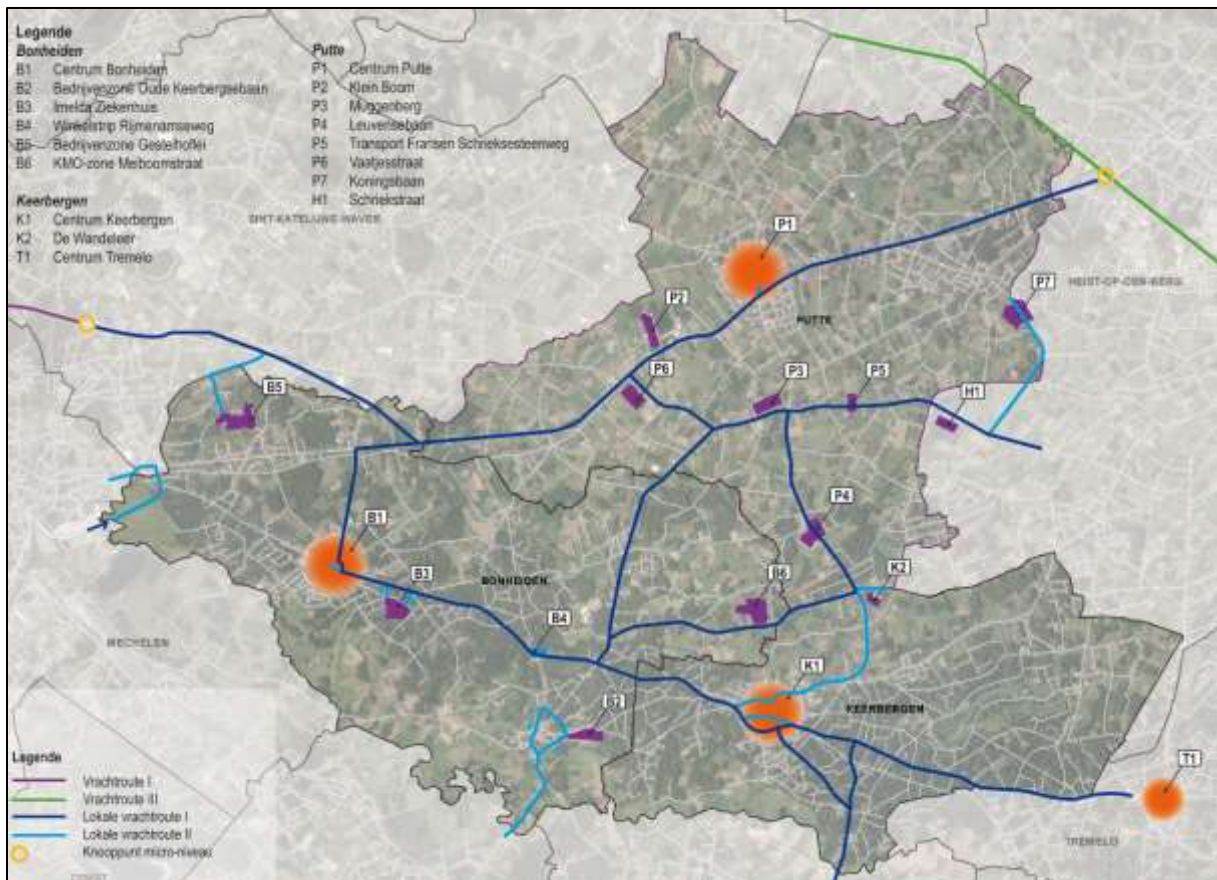 Legende
Bonheiden
B1 Centrum Bonheiden
B2 Bedrijvenzone Oude Keerbergsebaan
B3 Imelda Ziekenhuis
B4 Winkelstrip Rijmenamseweg
B5 Bedrijvenzone Gestelhoflei
B6 KMO-zone Meiboomstraat
Keerbergen
K1 Centrum Keerbergen
K2 De Wandeleer
T1 Centrum Tremelo
Putte
P1 Centrum Putte
P2 Klein Boom
P3 Muggenberg
P4 Leuvensebaan
P5 Transport Fransen Schrieksesteenweg
P6 Vaatjesstraat
P7 Koningsbaan
H1 Schriekstraat
SINT-KATELIJNE-WAVER
P1
HEIST-OP-DEN-BERG
P7
P2
PUTTE
P6
P3
P5
B5
H1
P4
B1
B3
BONHEIDEN
B6
K2
B4
MECHELEN
K1
B2
KEERBERGEN
T1
TREMELO
Legende
Vrachtroute I
Vrachtroute III
Lokale vrachtroute I
Lokale vrachtroute II
Knooppunt micro-niveau